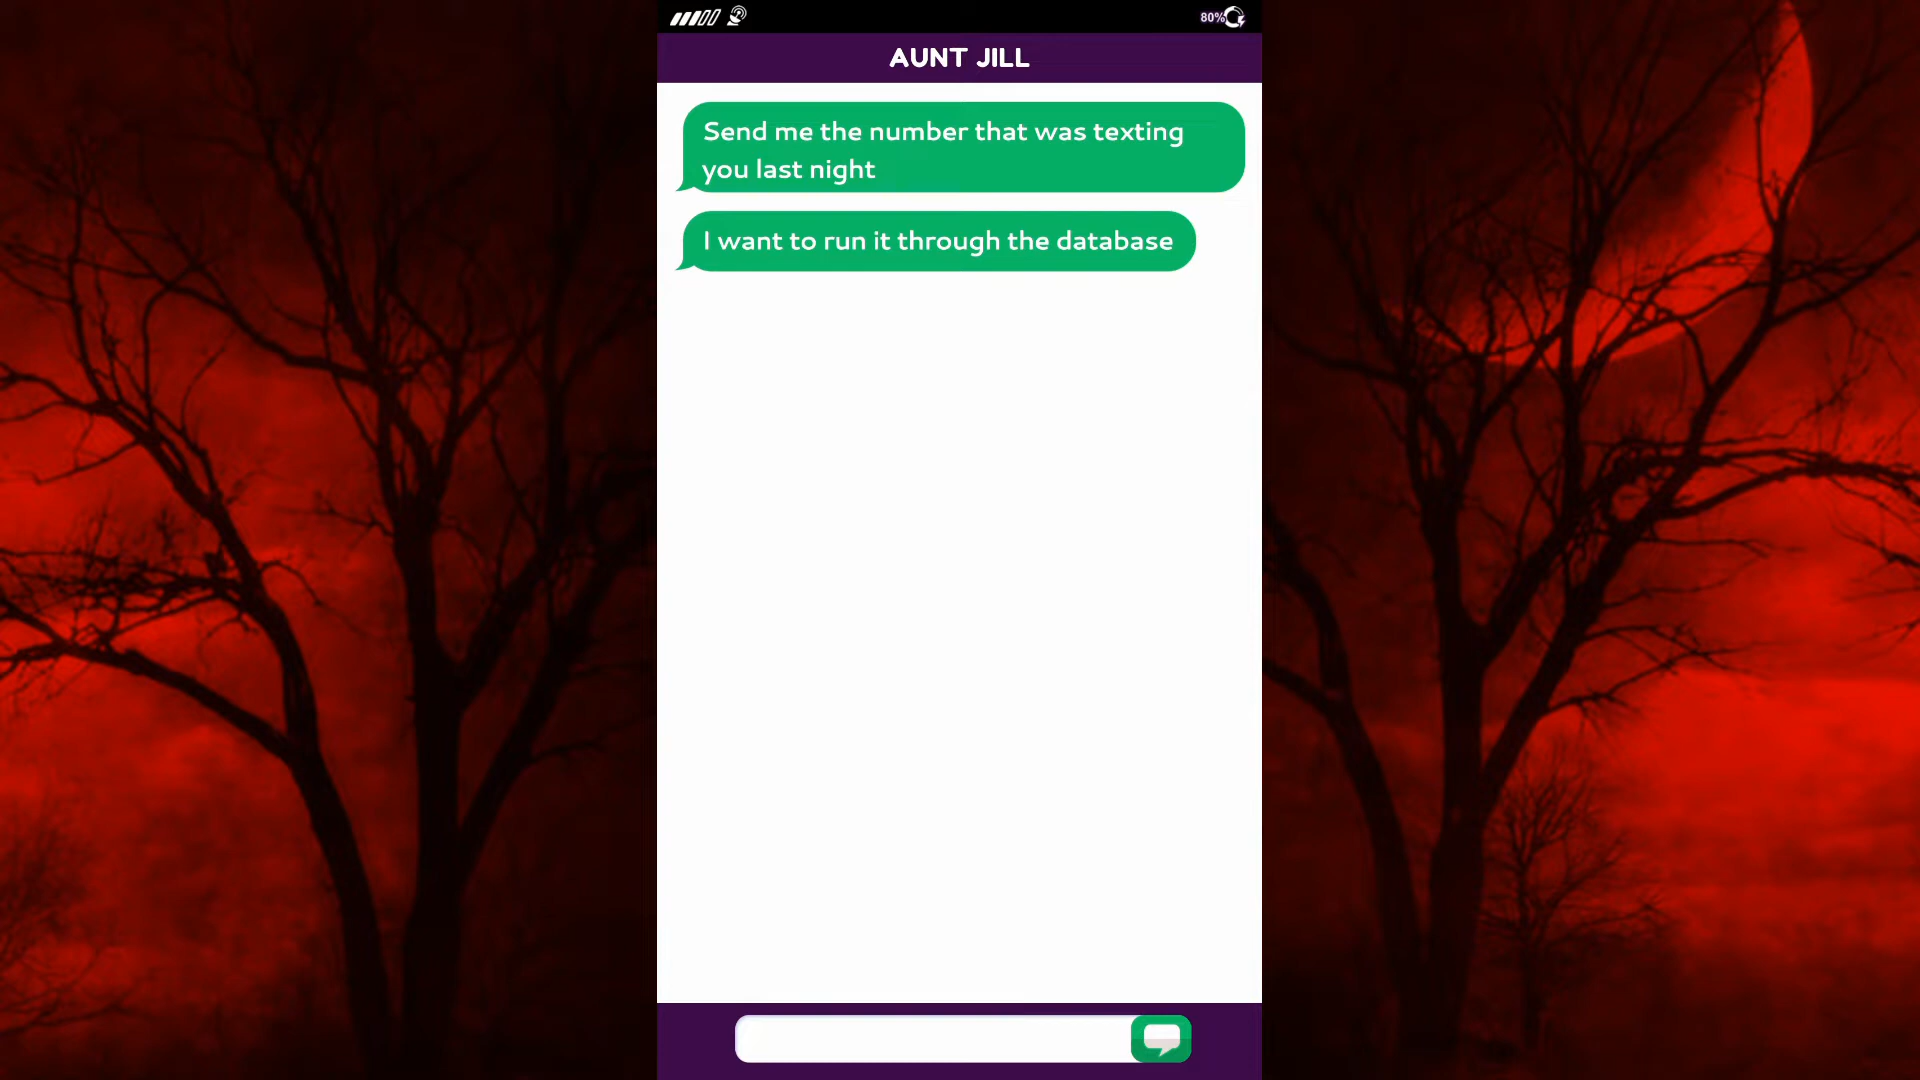 80%
AUNT JILL
Send me the number that was texting
you last night
I want to run it through the database